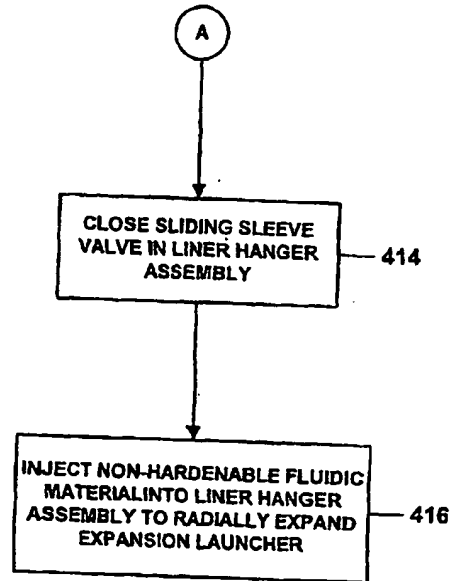 A
CLOSE SLIDING SLEEVE
VALVE IN LINER HANGER
ASSEMBLY
414
INJECT NON-HARDENABLE FLUIDIC
MATERIALINTO LINER HANGER
ASSEMBLY TO RADIALLY EXPAND
EXPANSION LAUNCHER
416